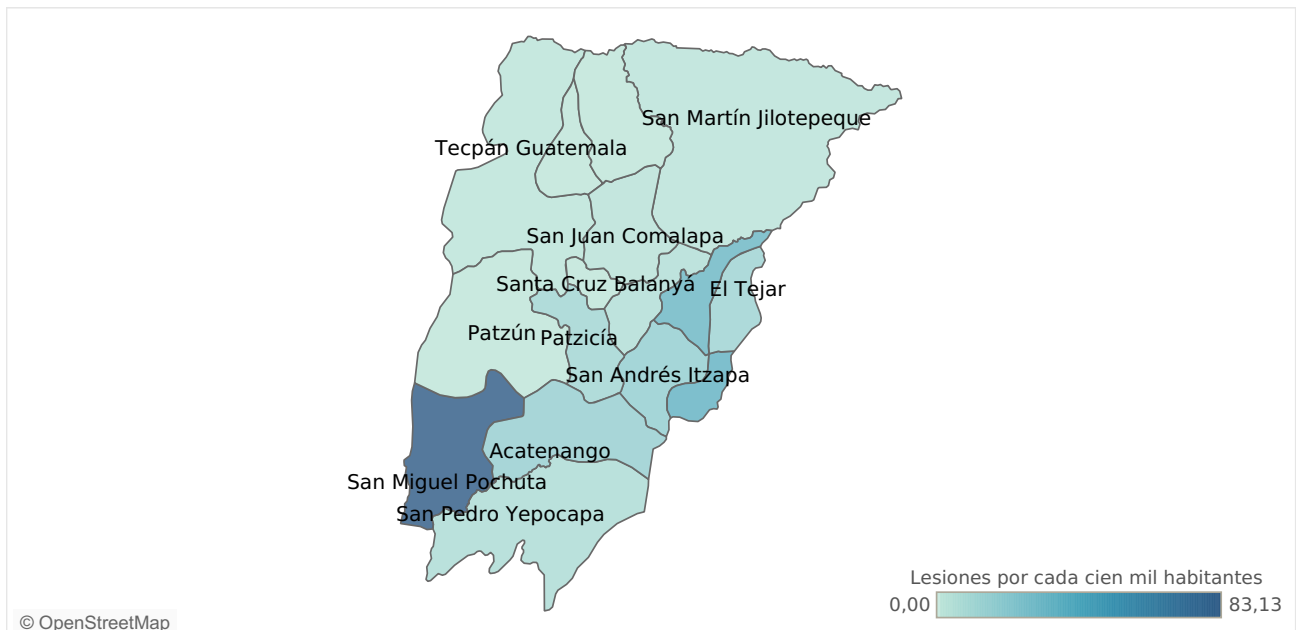 San Martín Jilotepeque
Tecpán Guatemala
San Juan Comalapa
Santa Cruz Balanyá
El Tejar
Patzún
Patzicía
San Andrés Itzapa
Acatenango
San Miguel Pochuta
San Pedro Yepocapa
Lesiones por cada cien mil habitantes
0,00
83,13
© OpenStreetMap